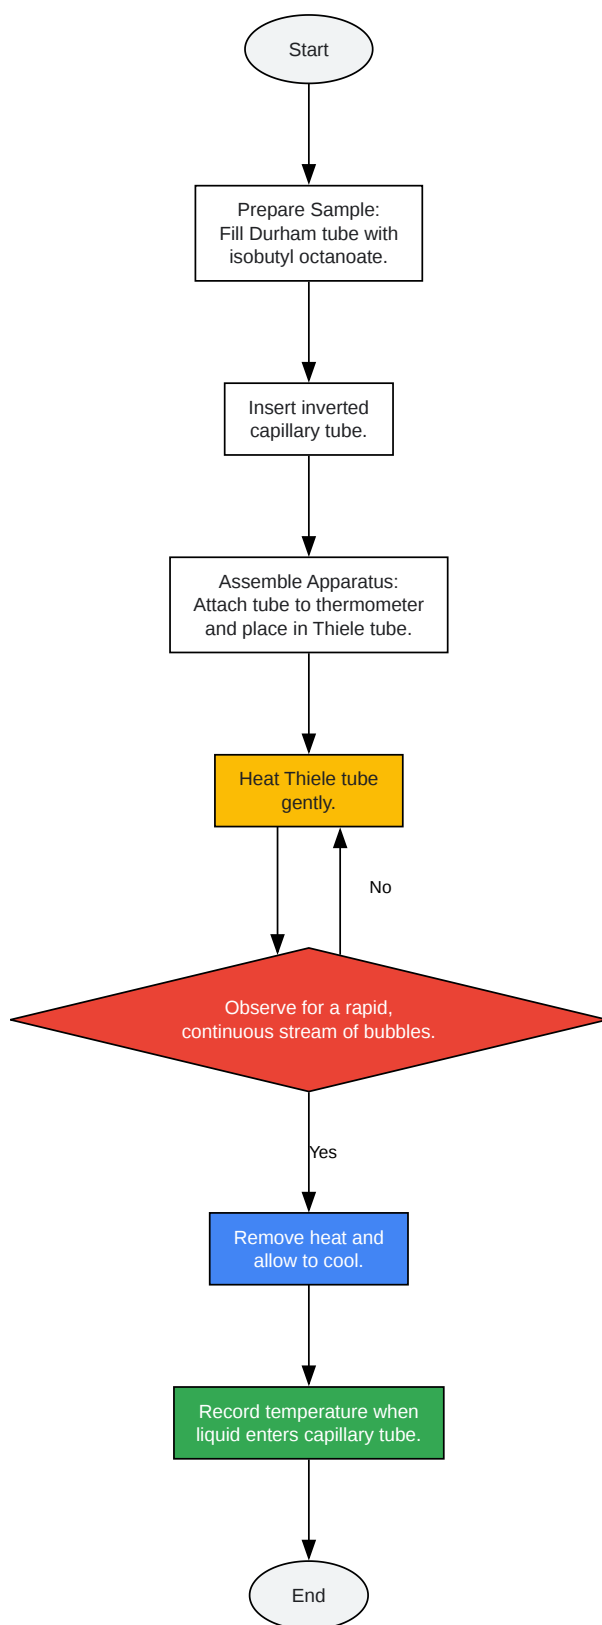 Start
Prepare Sample:
Fill Durham tube with
isobutyl octanoate.
Insert inverted
capillary tube.
Assemble Apparatus:
Attach tube to thermometer
and place in Thiele tube.
Heat Thiele tube
gently.
No
Observe for a rapid,
continuous stream of bubbles.
Yes
Remove heat and
allow to cool.
Record temperature when
liquid enters capillary tube.
End